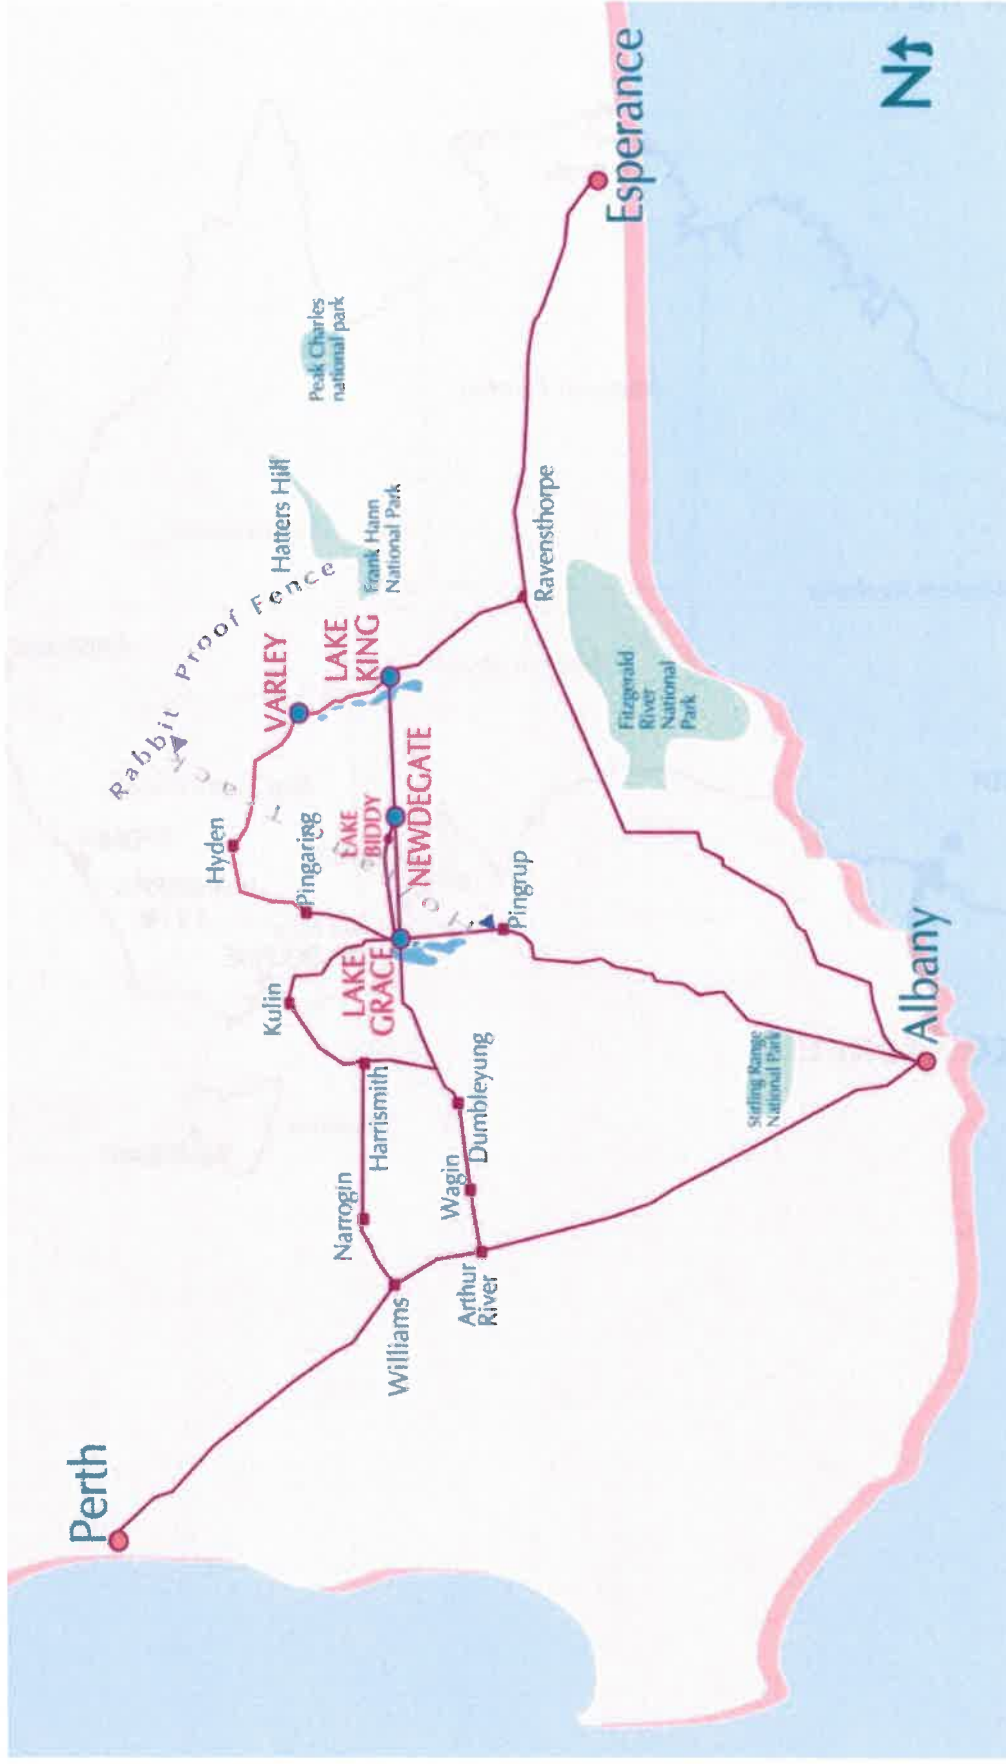 Perth
Esperance
Albany
N
Williams
Narrogin
Harrismith
Kulin
Arthur
River
Wagin
Dumbleyung
LAKE
GRACE
Pingaring
Hyden
LAKE
BIDDY
NEWDEGATE
VARLEY
LAKE
KING
Pingrup
Ravensthorpe
Rabbit Proof Fence
Hatters Hill
Frank Hann
National Park
Peak Charles
national park
Fitzgerald
River
National
Park
Stirling Range
National Park